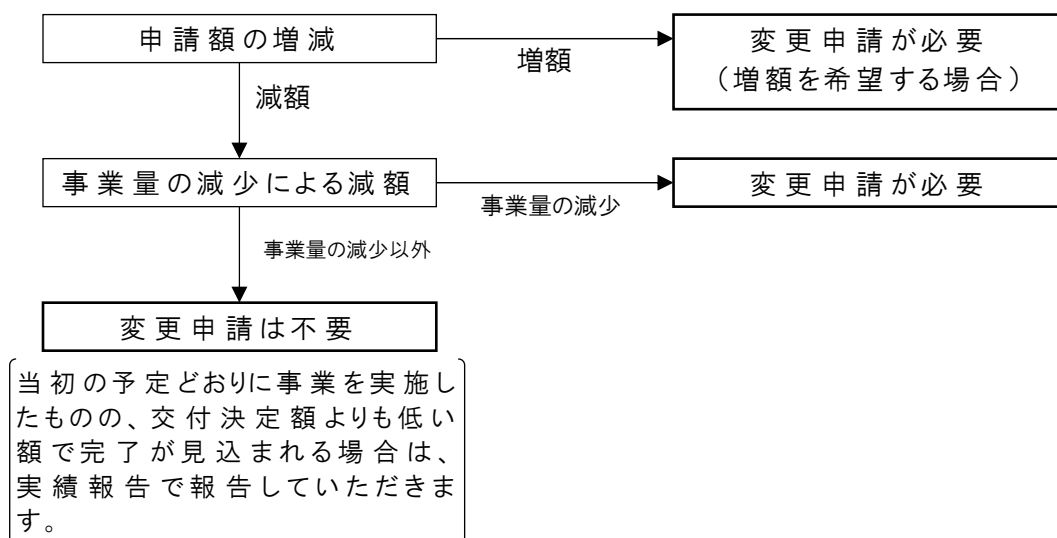 申請額の増減
増額
変更申請が必要
（増額を希望する場合）
減額
事業量の減少による減額
事業量の減少
変更申請が必要
事業量の減少以外
変更申請は不要
当初の予定どおりに事業を実施し
たものの、交付決定額よりも低い
額で完了が見込まれる場合は、
実績報告で報告していただきま
す。